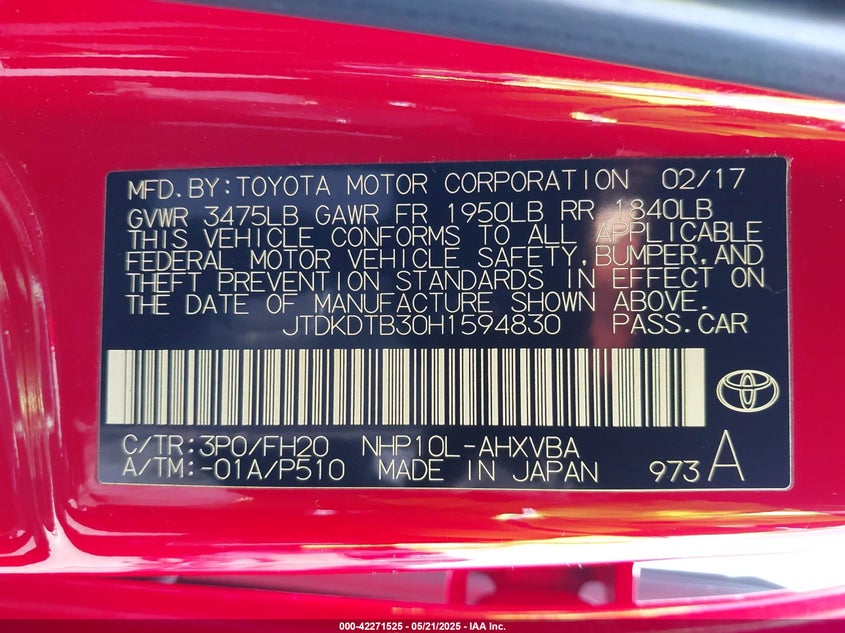 MFD.BY:TOYOTA MOTOR CORPORATION 02/17
GVWR 3475LB GAWR FR 1950LB RR 1840LB
THIS VEHICLE CONFORMS TO ALL APPLICABLE
FEDERAL MOTOR VEHICLE SAFETY,BUMPER,AND
THEFT PREVENTION STANDARDS IN EFFECT ON
THE DATE OF MANUFACTURE SHOWN ABOVE.
JTDKDTB30H1594830 PASS.CAR
C/TR:3P0/FH20 NHP10L-AHXVBA
A/TM:-01A/P510 MADE IN JAPAN 973 A
000-42271525 - 05/21/2025 - IAA Inc.